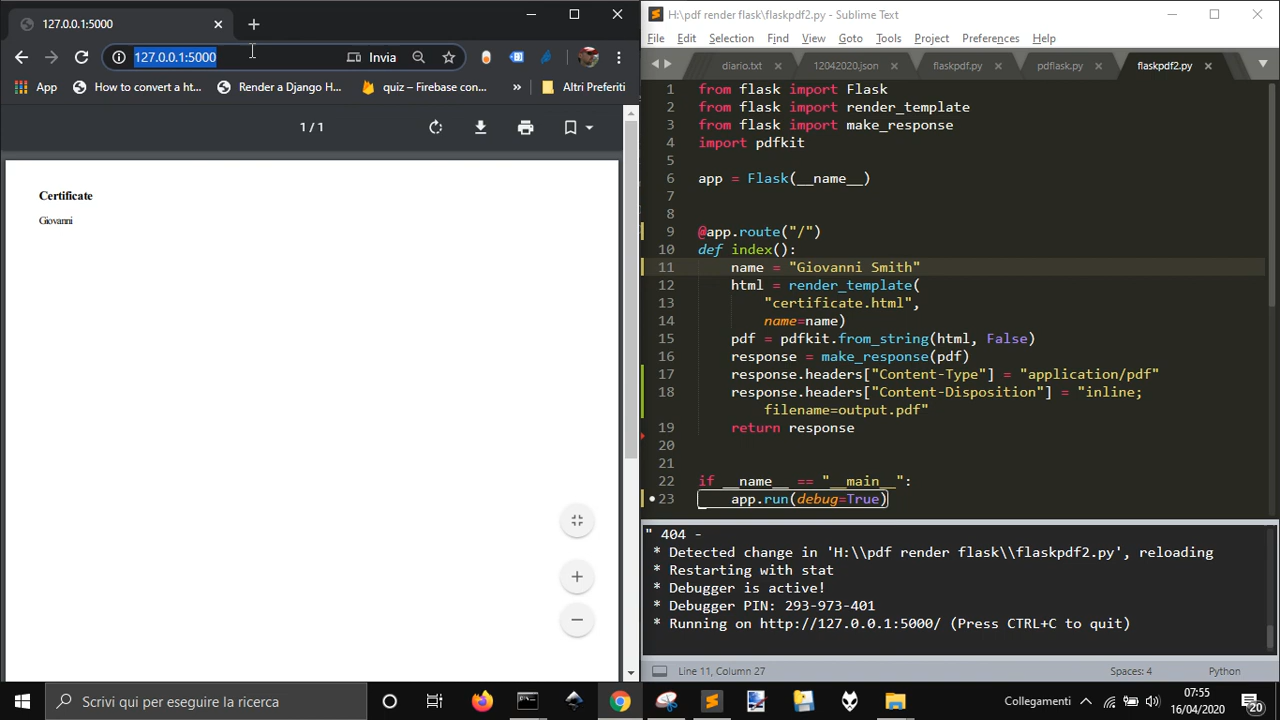 127.0.0.1:5000
127.0.0.1:5000
Invia
App
How to convert a ht...
Render a Django H...
quiz – Firebase con...
»
Altri Preferiti
1 / 1
Certificate
Giovanni
H:\pdf render flask\flaskpdf2.py - Sublime Text
File Edit Selection Find View Goto Tools Project Preferences Help
diario.txt 12042020.json flaskpdf.py pdflask.py flaskpdf2.py
1 from flask import Flask
2 from flask import render_template
3 from flask import make_response
4 import pdfkit
5
6 app = Flask(__name__)
7
8
9 @app.route("/")
10 def index():
11 name = "Giovanni Smith"
12 html = render_template(
13 "certificate.html",
14 name=name)
15 pdf = pdfkit.from_string(html, False)
16 response = make_response(pdf)
17 response.headers["Content-Type"] = "application/pdf"
18 response.headers["Content-Disposition"] = "inline;
filename=output.pdf"
19 return response
20
21
22 if __name__ == "__main__":
23 app.run(debug=True)
" 404 -
* Detected change in 'H:\\pdf render flask\\flaskpdf2.py', reloading
* Restarting with stat
* Debugger is active!
* Debugger PIN: 293-973-401
* Running on http://127.0.0.1:5000/ (Press CTRL+C to quit)
Line 11, Column 27 Spaces: 4 Python
Scrivi qui per eseguire la ricerca
Collegamenti
07:55
16/04/2020
20